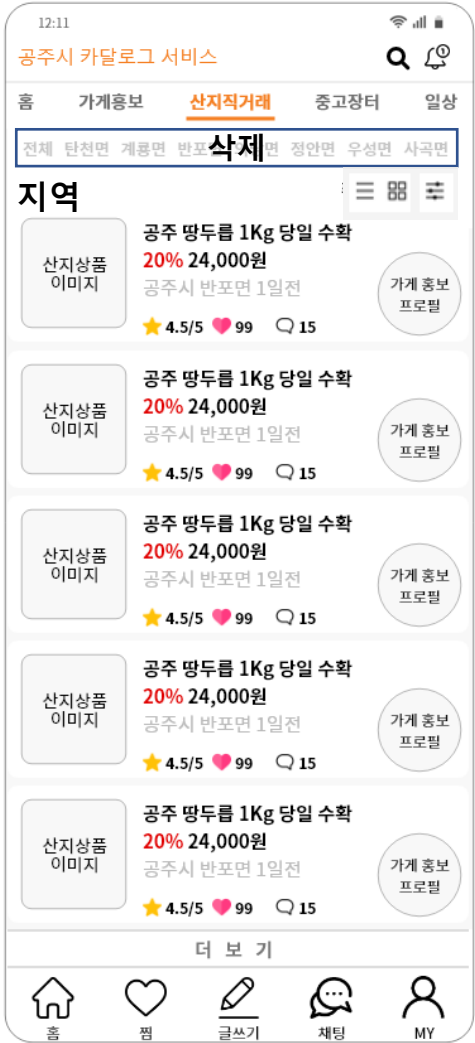 12:11
공주시 카달로그 서비스
홈 가게홍보 산지직거래 중고장터 일상
전체 탄천면 계룡면 반포 면 정안면 우성면 사곡면
삭제
지역
산지상품
이미지
공주 땅두릅 1Kg 당일 수확
20% 24,000원
공주시 반포면 1일전
4.5/5 99 15
가게 홍보
프로필
산지상품
이미지
공주 땅두릅 1Kg 당일 수확
20% 24,000원
공주시 반포면 1일전
4.5/5 99 15
가게 홍보
프로필
산지상품
이미지
공주 땅두릅 1Kg 당일 수확
20% 24,000원
공주시 반포면 1일전
4.5/5 99 15
가게 홍보
프로필
산지상품
이미지
공주 땅두릅 1Kg 당일 수확
20% 24,000원
공주시 반포면 1일전
4.5/5 99 15
가게 홍보
프로필
산지상품
이미지
공주 땅두릅 1Kg 당일 수확
20% 24,000원
공주시 반포면 1일전
4.5/5 99 15
가게 홍보
프로필
더 보 기
홈 찜 글쓰기 채팅 MY